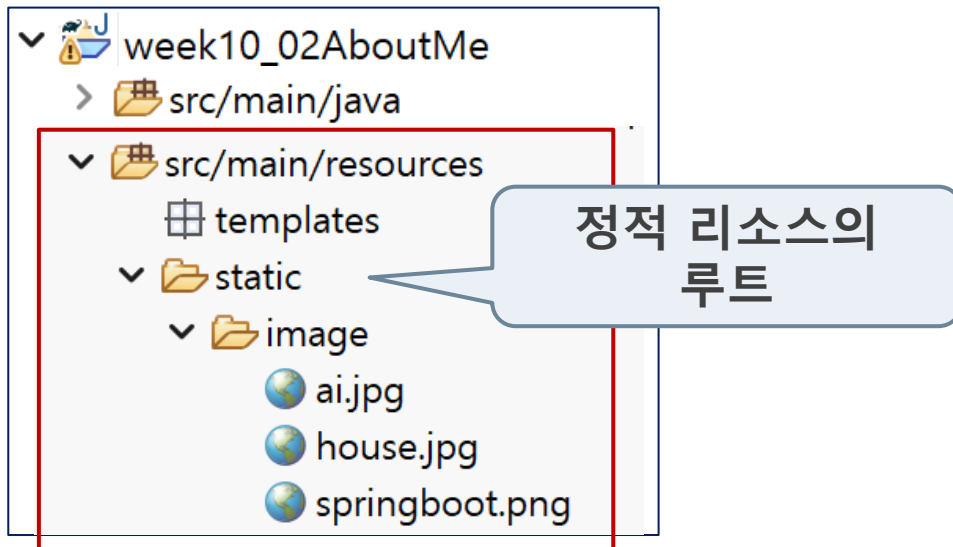 week10_02AboutMe
src/main/java
src/main/resources
templates
정적 리소스의
루트
static
image
ai.jpg
house.jpg
springboot.png